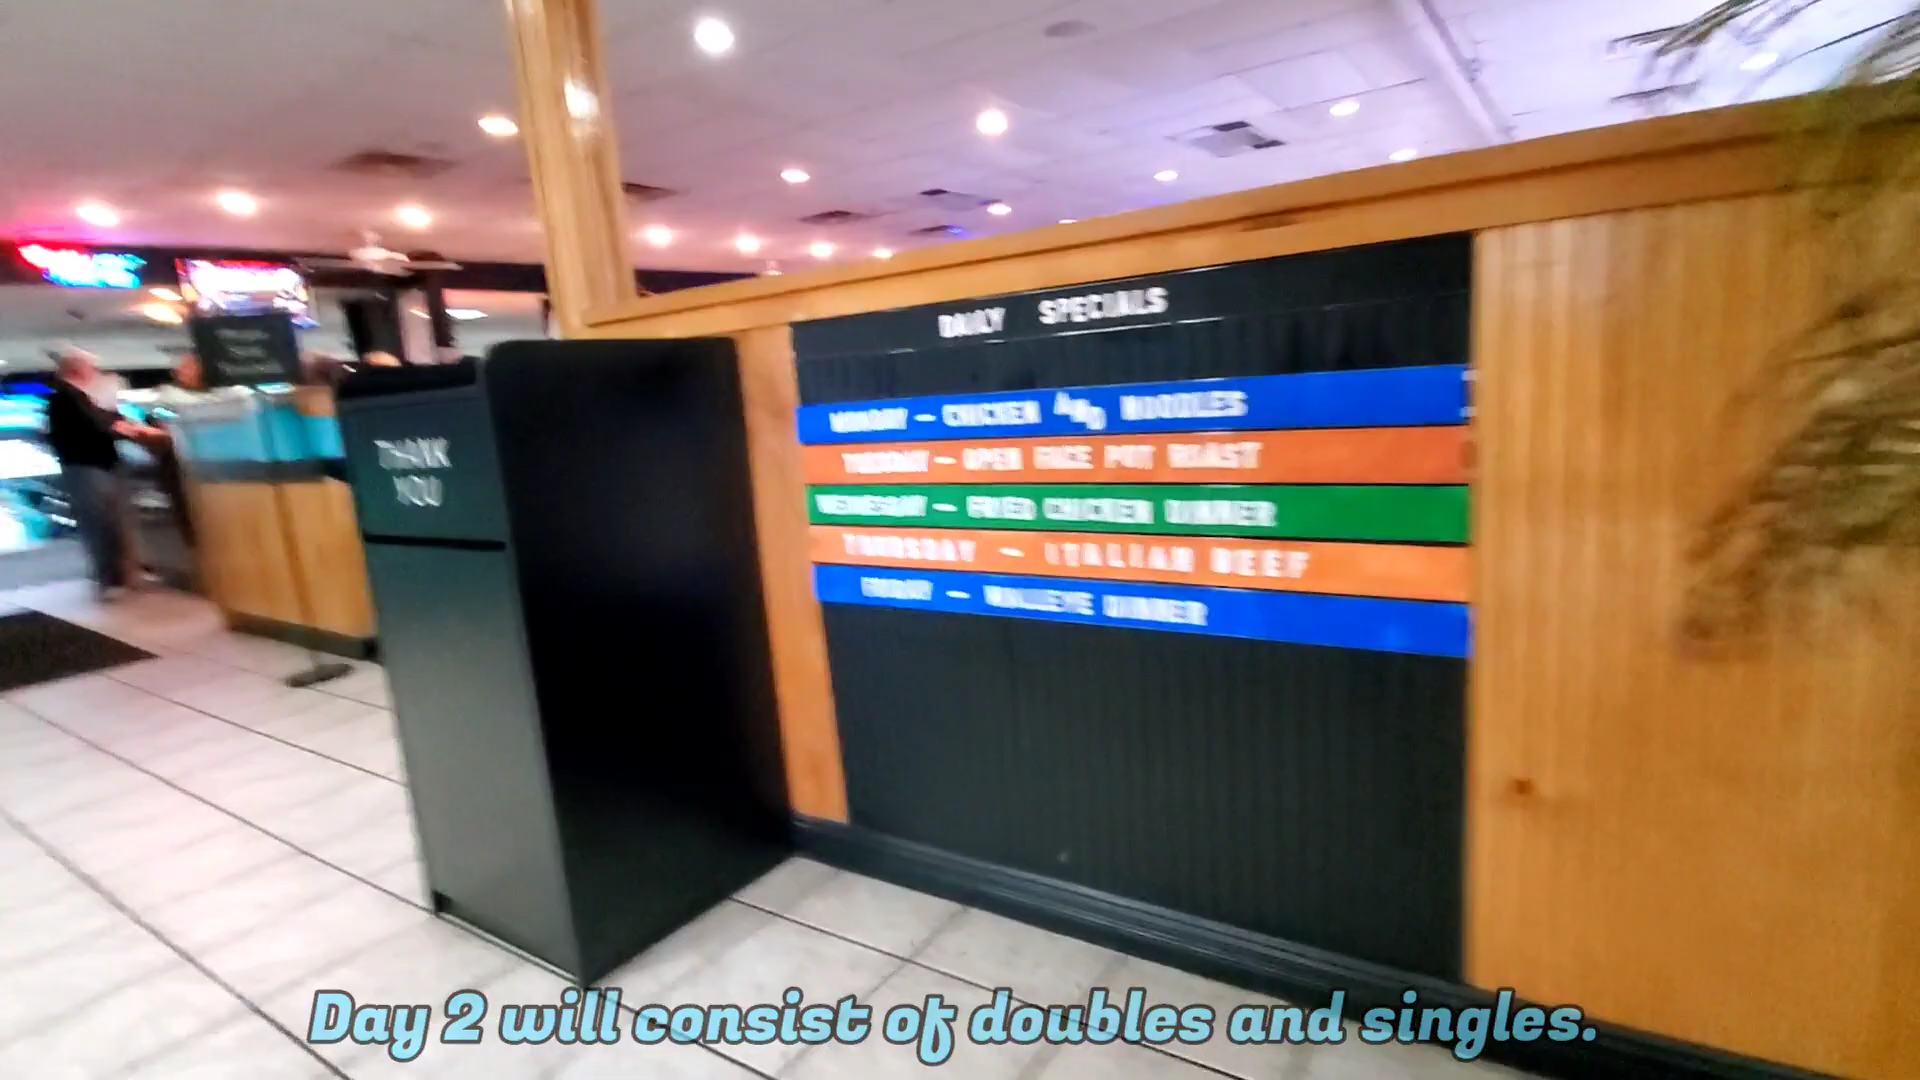 DAILY SPECIALS
MONDAY - CHICKEN AND NOODLES
TUESDAY - OPEN FACE POT ROAST
WEDNESDAY - FRIED CHICKEN DINNER
THURSDAY - ITALIAN BEEF
FRIDAY - WALLEYE DINNER
THANK
YOU
Day 2 will consist of doubles and singles.